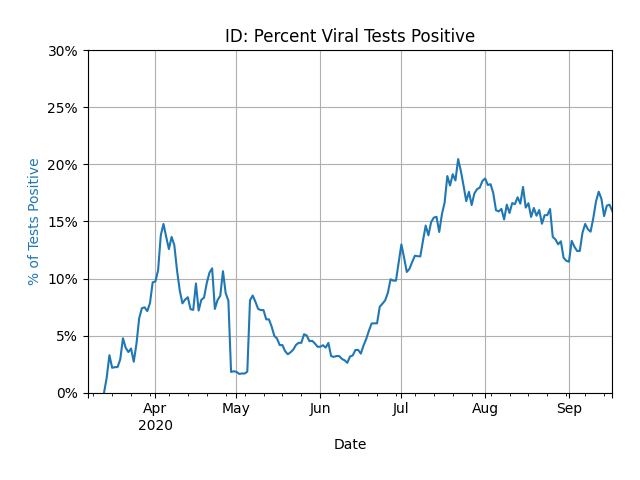 ID: Percent Viral Tests Positive
30%
25%
20%
15%
10%
5%
0%
% of Tests Positive
Apr
2020
May
Jun
Jul
Aug
Sep
Date